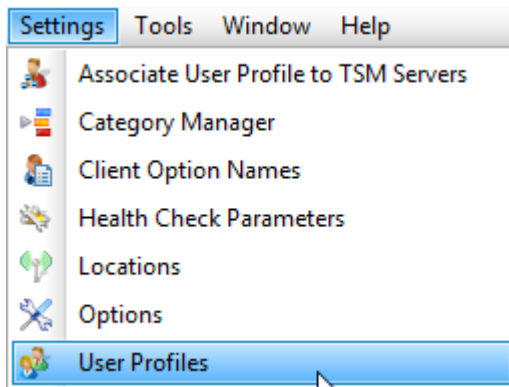 Settings Tools Window Help
Associate User Profile to TSM Servers
Category Manager
Client Option Names
Health Check Parameters
Locations
Options
User Profiles